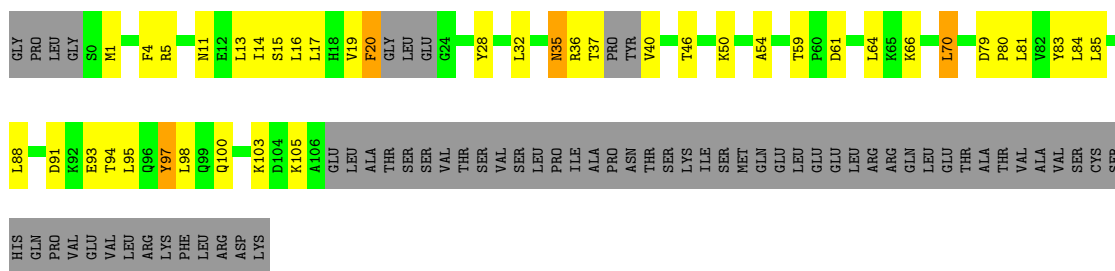 GLY PRO LEU GLY S0 M1 F4 R5 N11 E12 L13 I14 S15 L16 L17 H18 V19 F20 GLY LEU GLU G24 Y28 L32 N35 R36 T37 PRO TYR V40 T46 K50 A54 T59 P60 D61 L64 K65 K66 L70 D79 P80 L81 V82 Y83 L84 L85
L88 D91 K92 E93 T94 L95 Q96 Y97 L98 Q99 Q100 K103 D104 K105 A106 GLU LEU ALA THR SER SER VAL THR SER VAL SER LEU PRO ILE ALA PRO ASN THR SER LYS ILE SER MET GLN GLU LEU GLU GLU LEU ARG ARG GLN LEU GLU THR ALA THR VAL ALA VAL SER CYS SER
HIS GLN PRO VAL GLU VAL LEU ARG LYS PHE LEU ARG ASP LYS